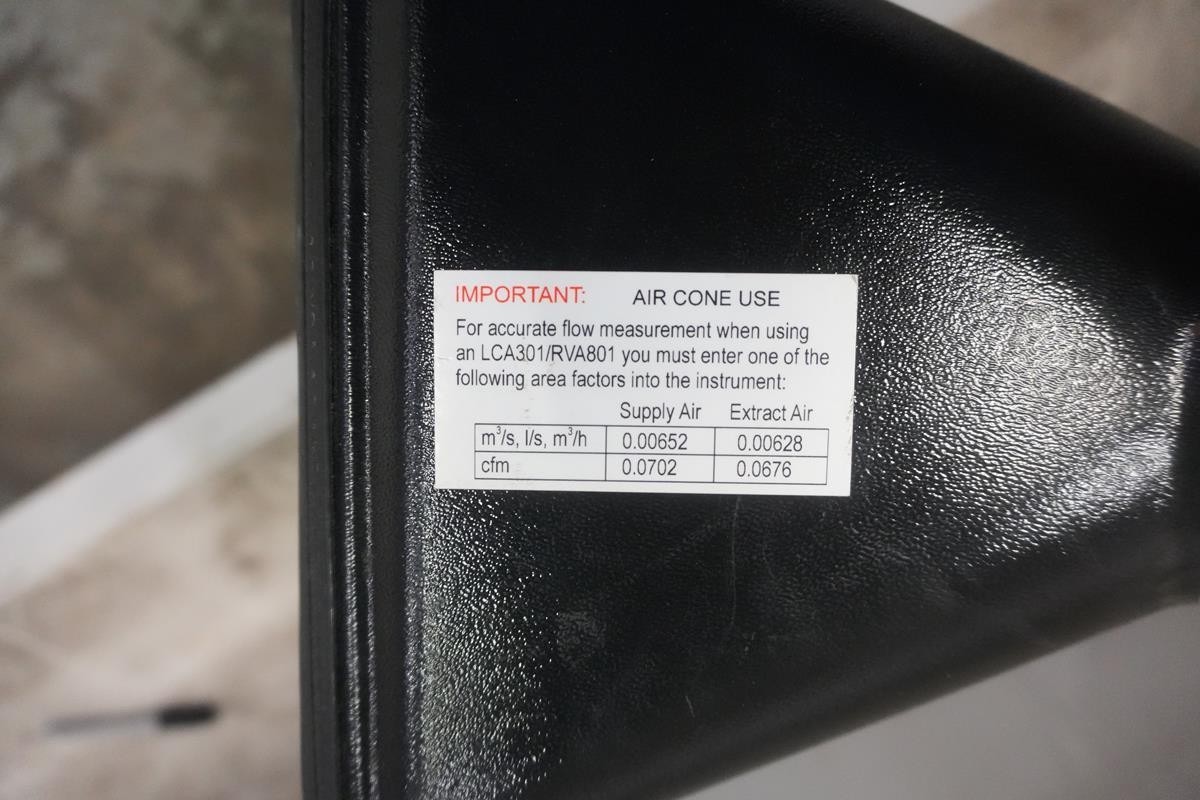 IMPORTANT: AIR CONE USE
For accurate flow measurement when using
an LCA301/RVA801 you must enter one of the
following area factors into the instrument:
Supply Air Extract Air
m³/s, l/s, m³/h 0.00652 0.00628
cfm 0.0702 0.0676